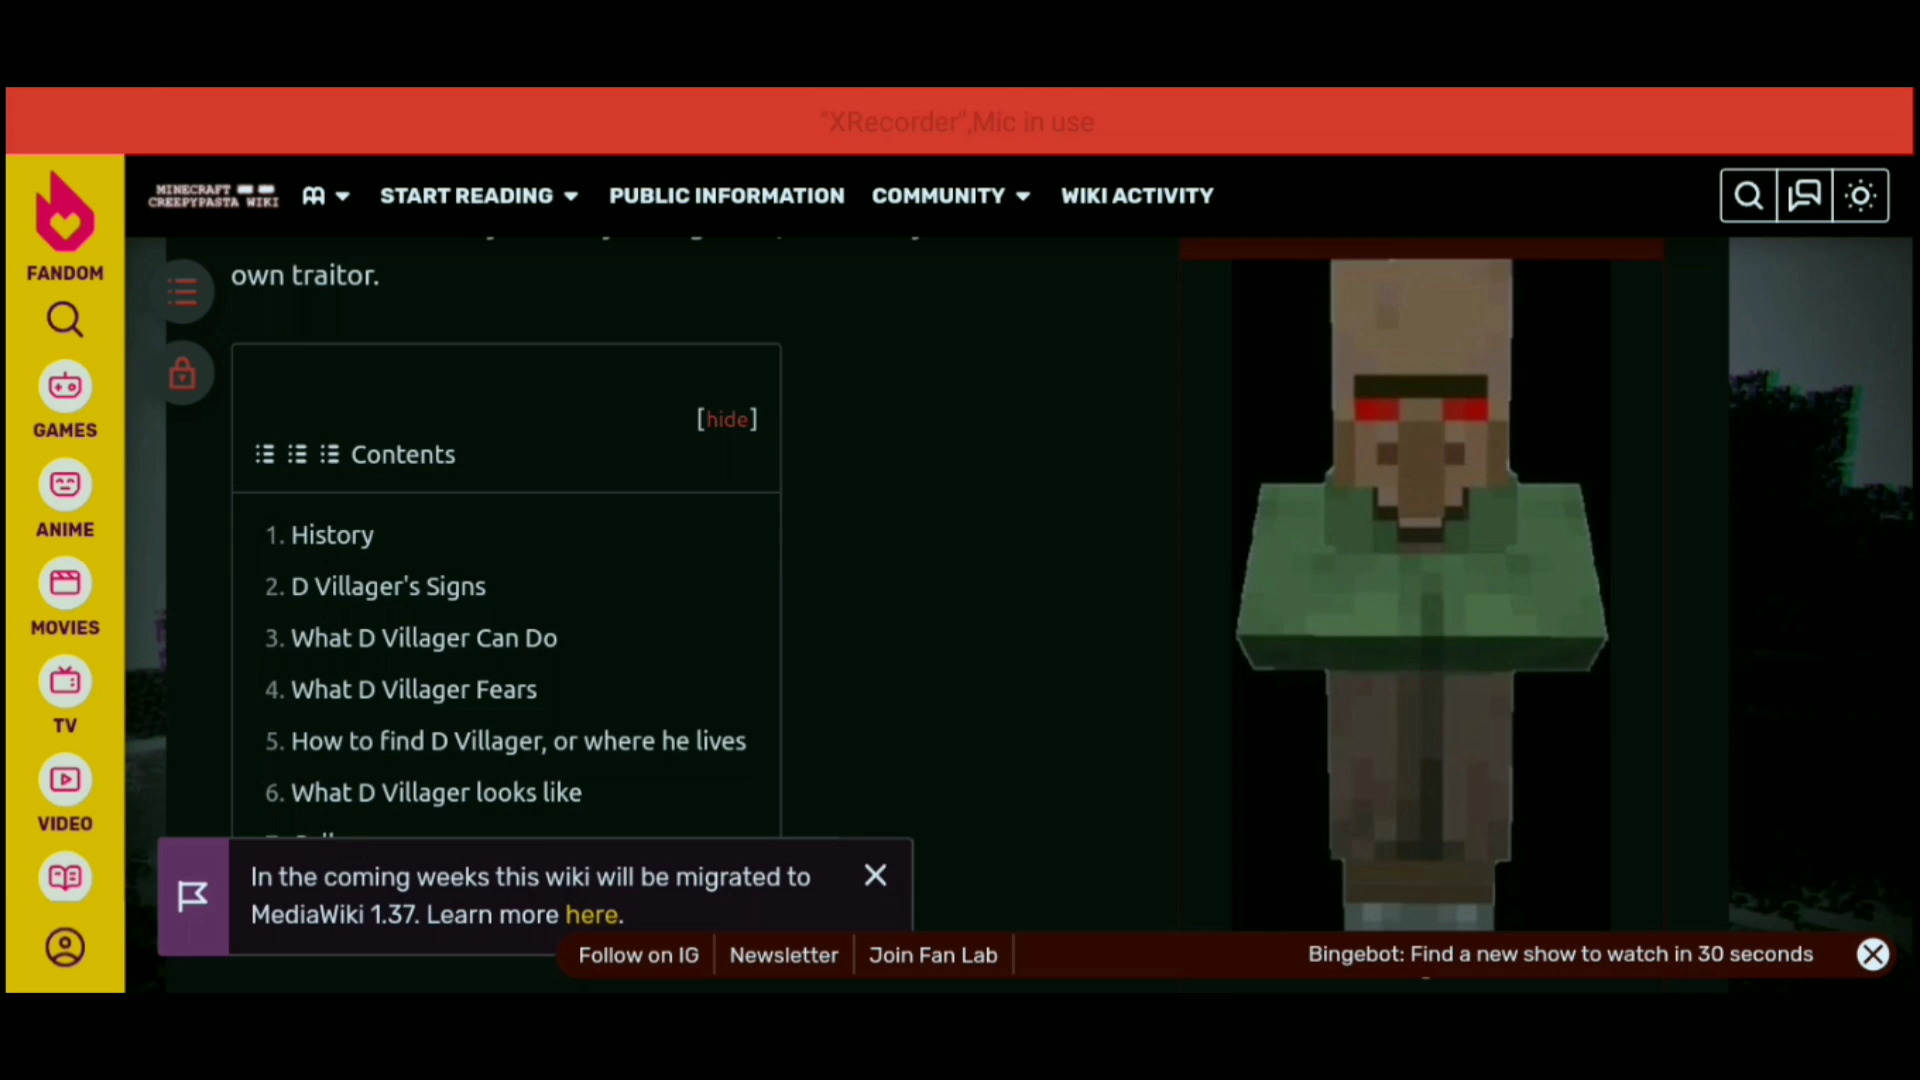 "XRecorder",Mic in use
MINECRAFT
CREEPYPASTA WIKI
START READING
PUBLIC INFORMATION
COMMUNITY
WIKI ACTIVITY
FANDOM
GAMES
ANIME
MOVIES
TV
VIDEO
own traitor.
[hide]
Contents
1. History
2. D Villager's Signs
3. What D Villager Can Do
4. What D Villager Fears
5. How to find D Villager, or where he lives
6. What D Villager looks like
In the coming weeks this wiki will be migrated to
MediaWiki 1.37. Learn more here.
Follow on IG
Newsletter
Join Fan Lab
Bingebot: Find a new show to watch in 30 seconds